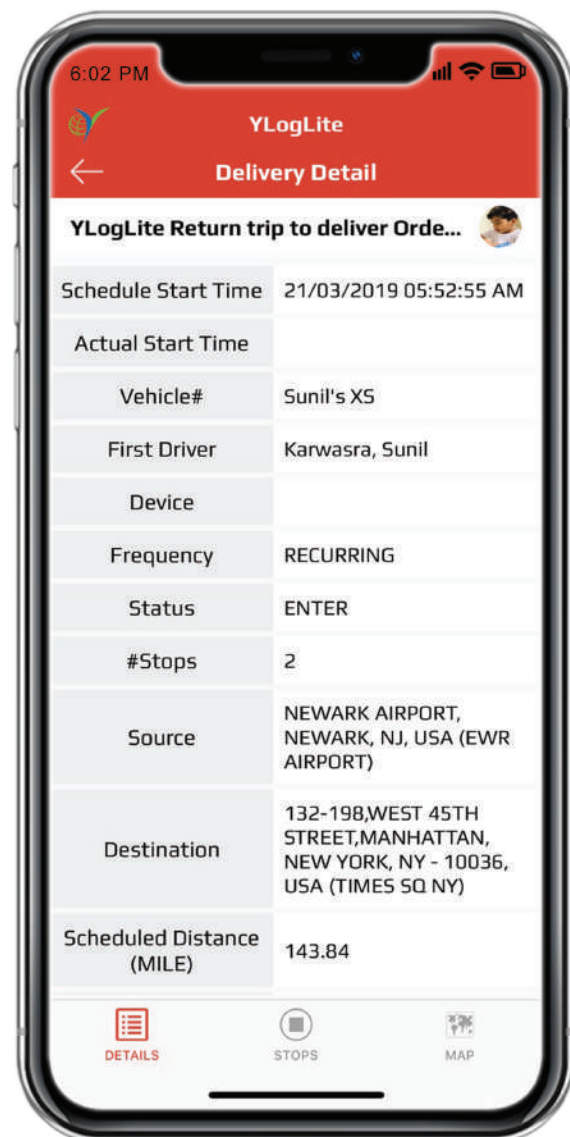 6:02 PM
YLogLite
Delivery Detail
YLogLite Return trip to deliver Orde...
Schedule Start Time 21/03/2019 05:52:55 AM
Actual Start Time
Vehicle# Sunil's XS
First Driver Karwasra, Sunil
Device
Frequency RECURRING
Status ENTER
#Stops 2
Source
NEWARK AIRPORT,
NEWARK, NJ, USA (EWR
AIRPORT)
Destination
132-198,WEST 45TH
STREET,MANHATTAN,
NEW YORK, NY - 10036,
USA (TIMES SQ NY)
Scheduled Distance
(MILE)
143.84
DETAILS STOPS MAP